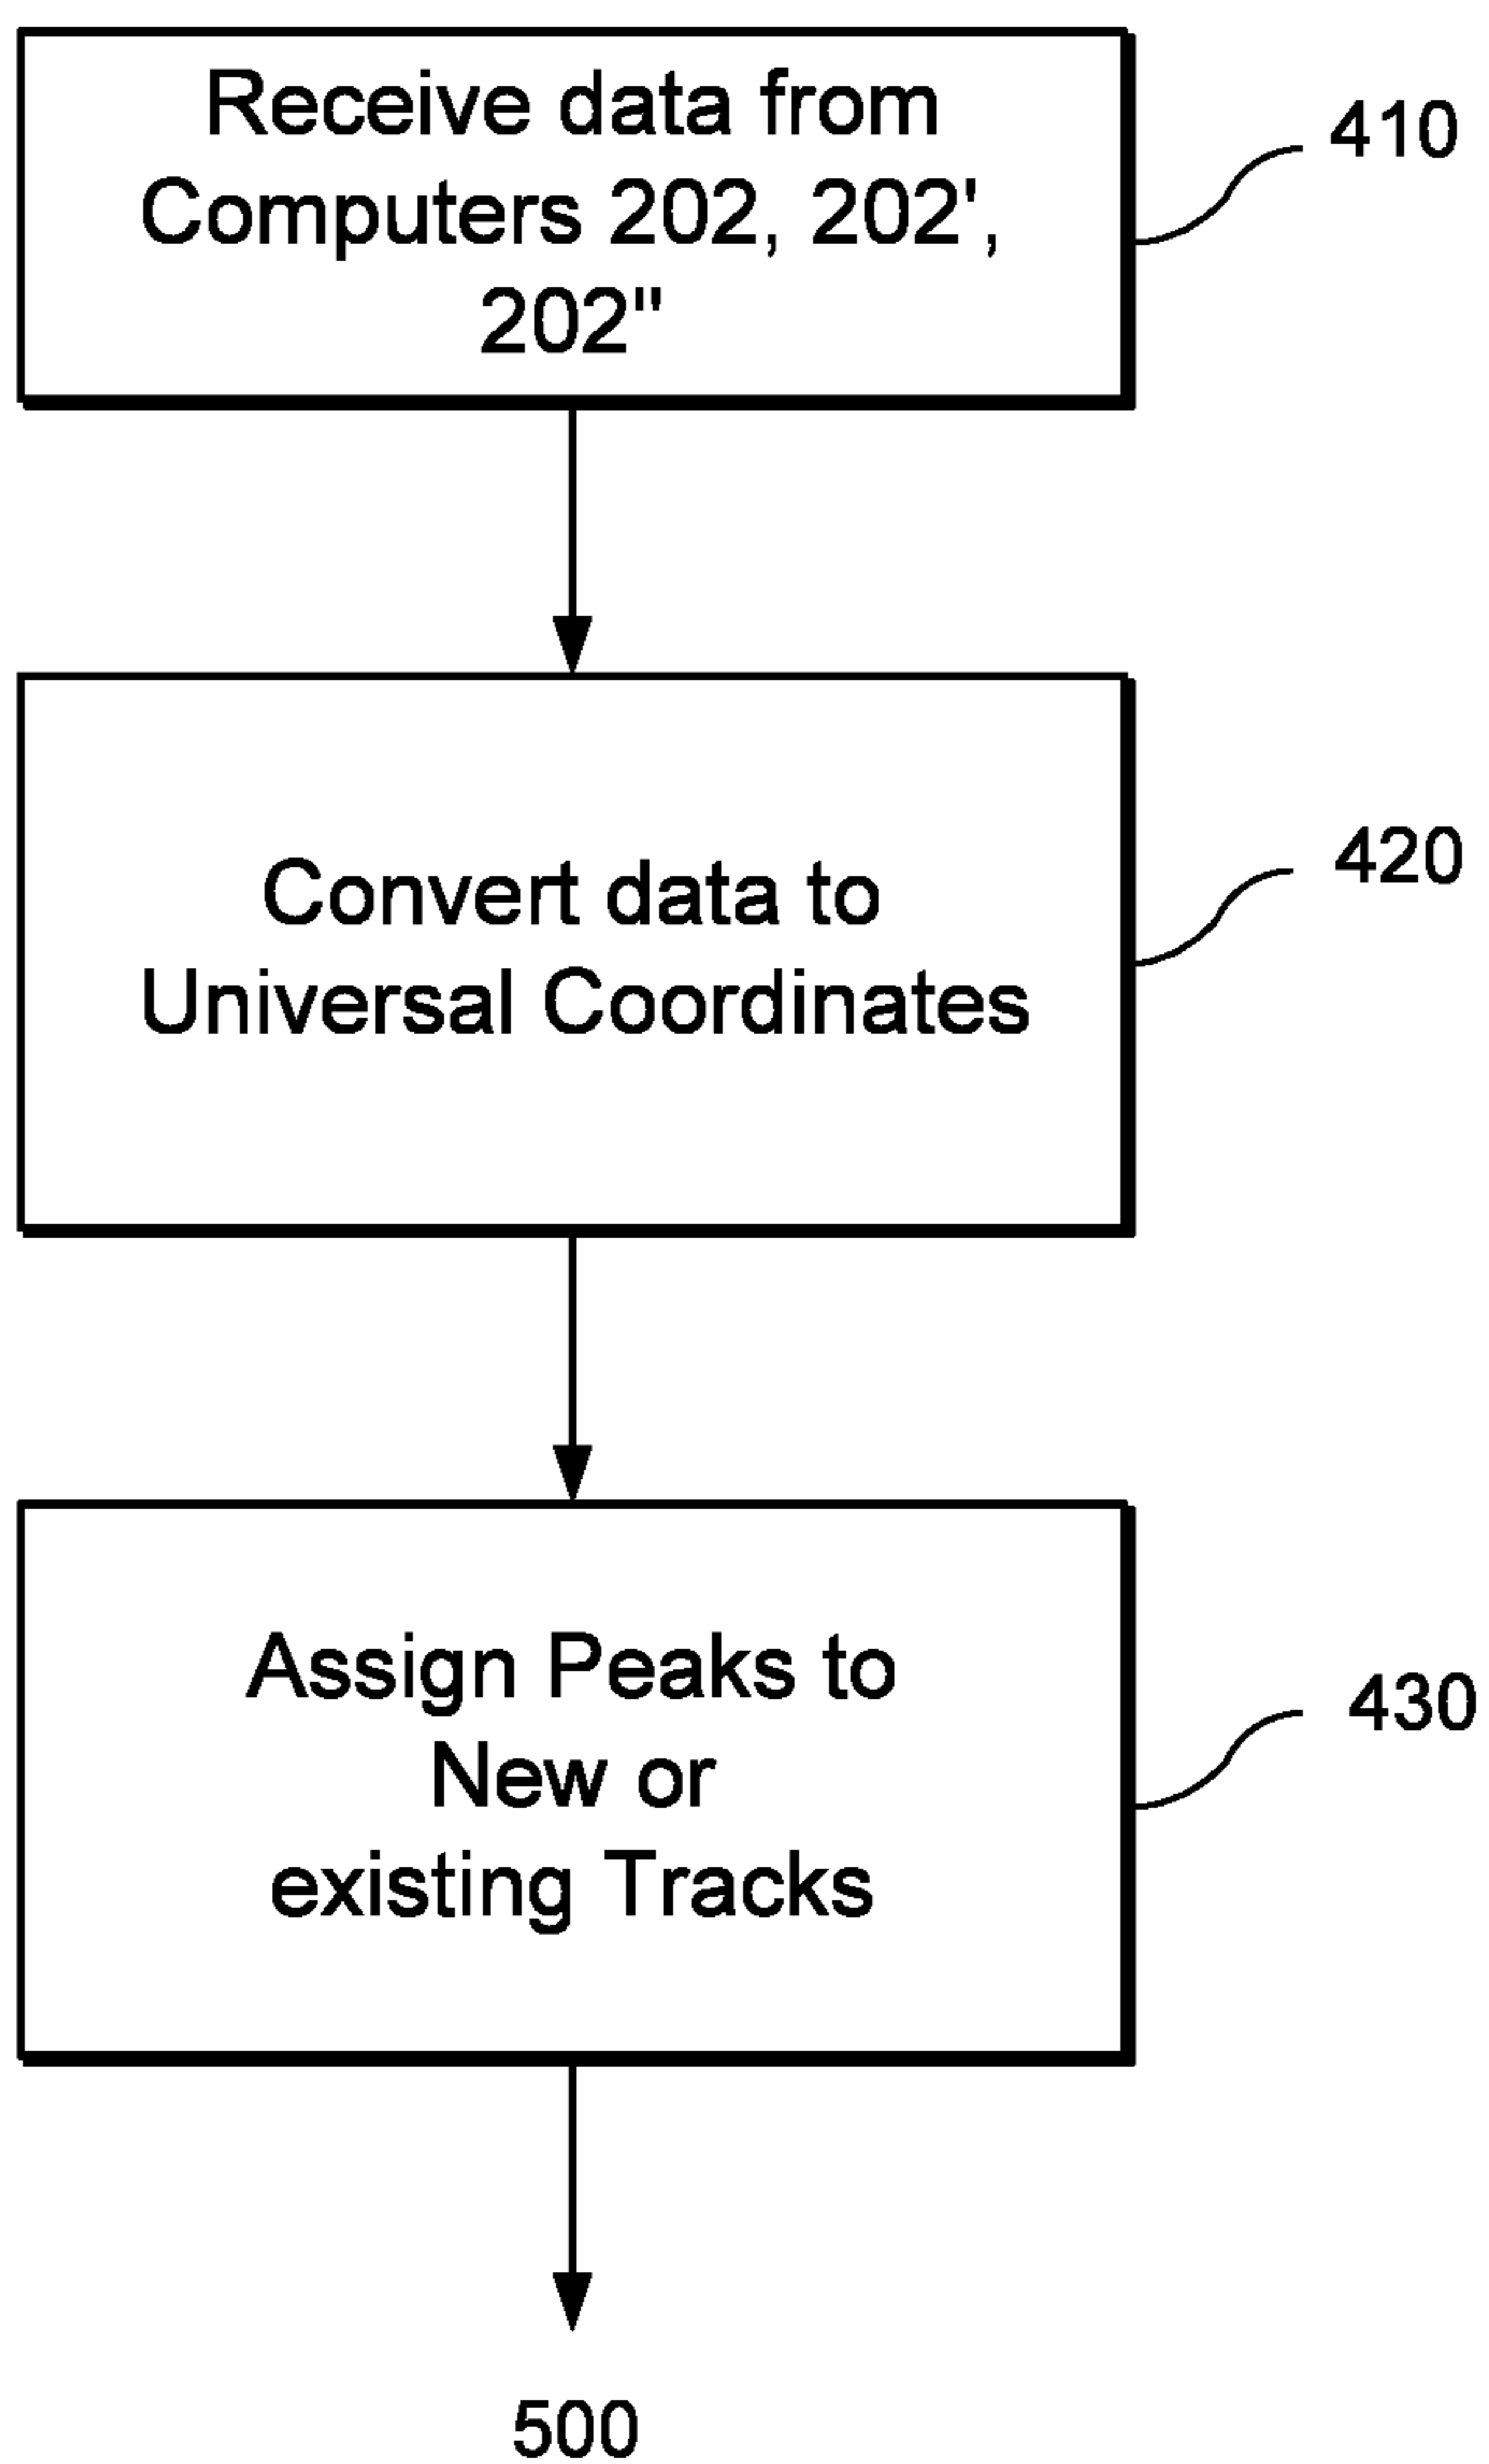 Receive data from
Computers 202, 202',
202"
410
Convert data to
Universal Coordinates
420
Assign Peaks to
New or
existing Tracks
430
500